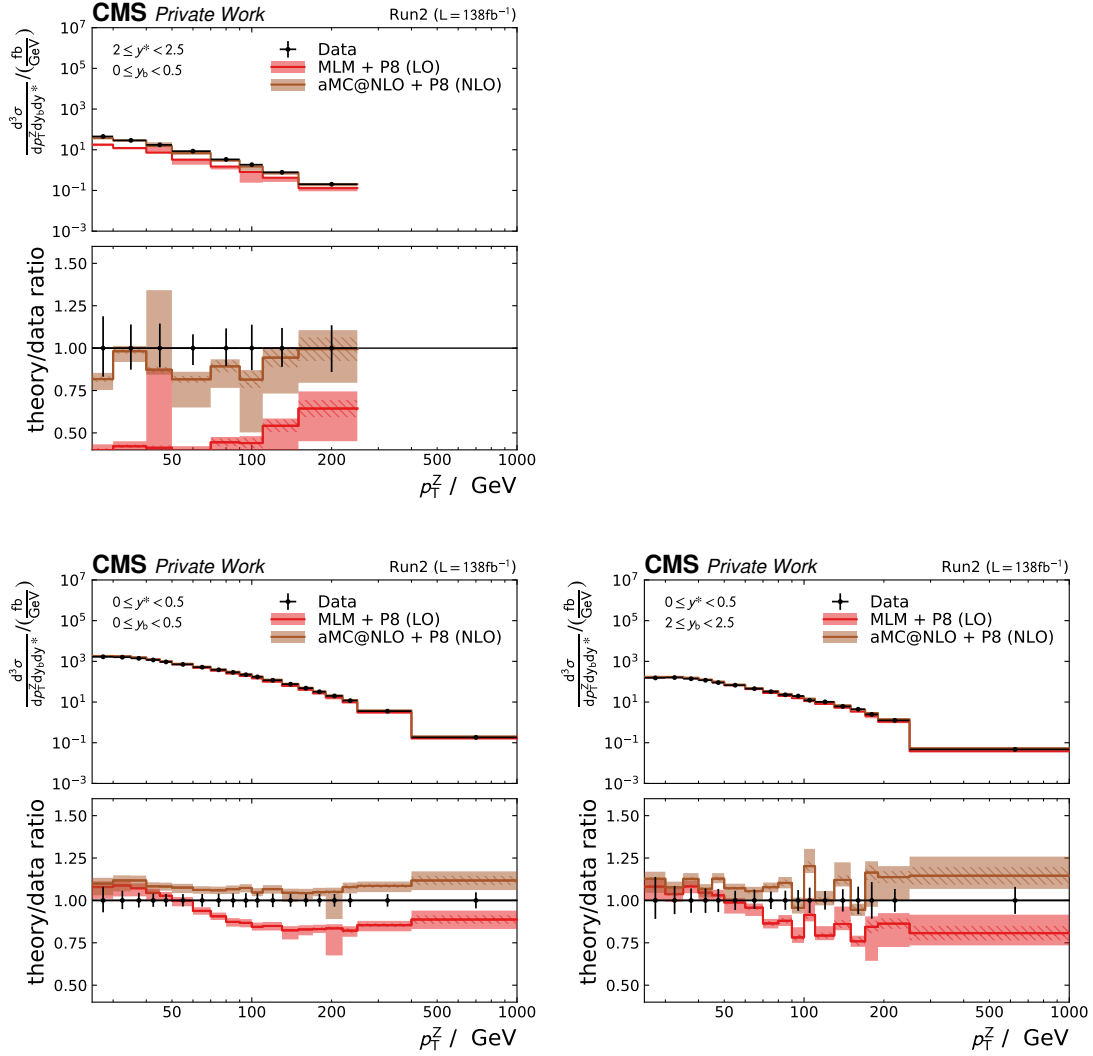 CMS Private Work Run2 (L = 138fb⁻¹)
2 ≤ y* < 2.5
0 ≤ y_b < 0.5
Data
MLM + P8 (LO)
aMC@NLO + P8 (NLO)
d³σ / dp_T^Z dy_b dy* /(fb/GeV)
10⁷
10⁵
10³
10¹
10⁻¹
10⁻³
theory/data ratio
1.50
1.25
1.00
0.75
0.50
50 100 200 500 1000
p_T^Z / GeV
CMS Private Work Run2 (L = 138fb⁻¹)
0 ≤ y* < 0.5
0 ≤ y_b < 0.5
Data
MLM + P8 (LO)
aMC@NLO + P8 (NLO)
d³σ / dp_T^Z dy_b dy* /(fb/GeV)
10⁷
10⁵
10³
10¹
10⁻¹
10⁻³
theory/data ratio
1.50
1.25
1.00
0.75
0.50
50 100 200 500 1000
p_T^Z / GeV
CMS Private Work Run2 (L = 138fb⁻¹)
0 ≤ y* < 0.5
2 ≤ y_b < 2.5
Data
MLM + P8 (LO)
aMC@NLO + P8 (NLO)
d³σ / dp_T^Z dy_b dy* /(fb/GeV)
10⁷
10⁵
10³
10¹
10⁻¹
10⁻³
theory/data ratio
1.50
1.25
1.00
0.75
0.50
50 100 200 500 1000
p_T^Z / GeV